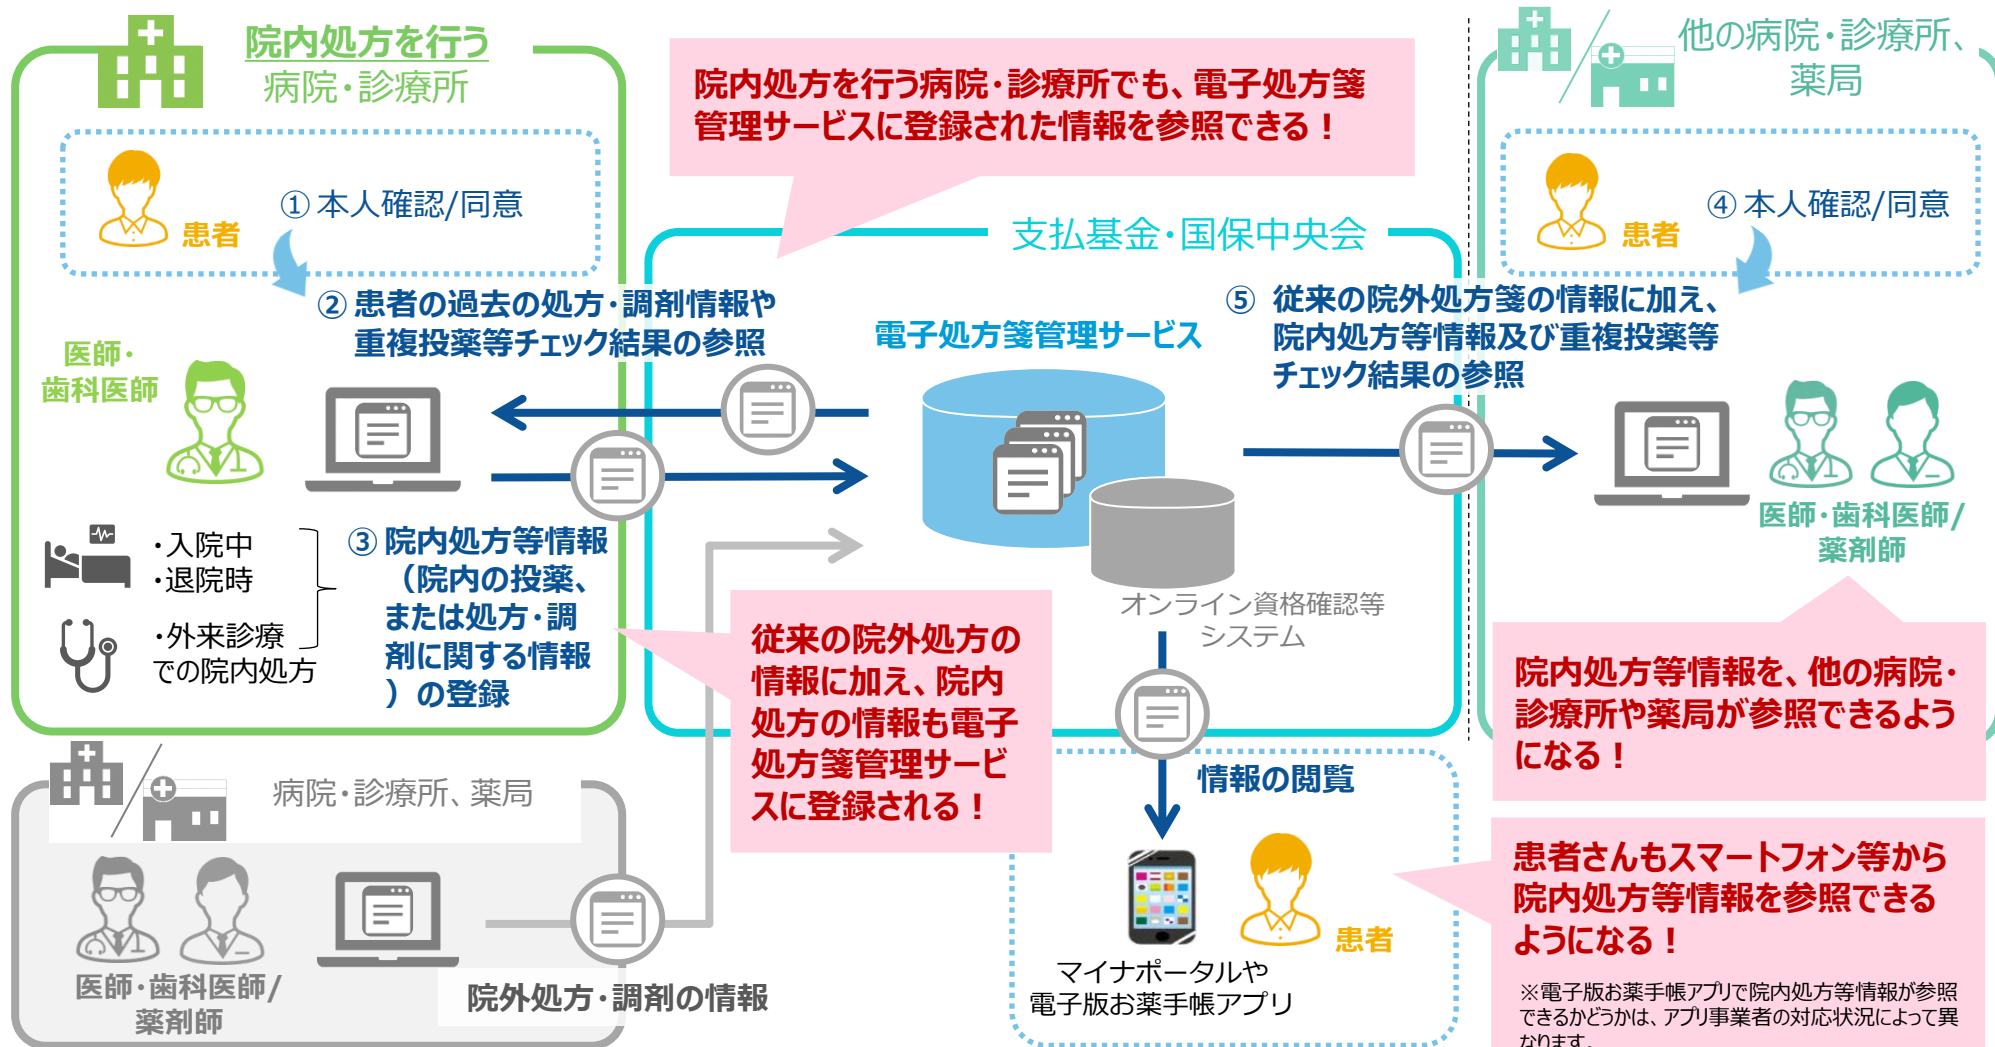 院内処方を行う
病院・診療所
患者
① 本人確認/同意
② 患者の過去の処方・調剤情報や
重複投薬等チェック結果の参照
医師・
歯科医師
・入院中
・退院時
・外来診療
での院内処方
③ 院内処方等情報
（院内の投薬、
または処方・調
剤に関する情報
）の登録
院内処方を行う病院・診療所でも、電子処方箋
管理サービスに登録された情報を参照できる！
支払基金・国保中央会
電子処方箋管理サービス
オンライン資格確認等
システム
従来の院外処方の
情報に加え、院内
処方の情報も電子
処方箋管理サービ
スに登録される！
他の病院・診療所、
薬局
患者
④ 本人確認/同意
⑤ 従来の院外処方箋の情報に加え、
院内処方等情報及び重複投薬等
チェック結果の参照
医師・歯科医師/
薬剤師
院内処方等情報を、他の病院・
診療所や薬局が参照できるよう
になる！
病院・診療所、薬局
医師・歯科医師/
薬剤師
院外処方・調剤の情報
情報の閲覧
患者
マイナポータルや
電子版お薬手帳アプリ
患者さんもスマートフォン等から
院内処方等情報を参照できる
ようになる！
※電子版お薬手帳アプリで院内処方等情報が参照
できるかどうかは、アプリ事業者の対応状況によって異
なります。